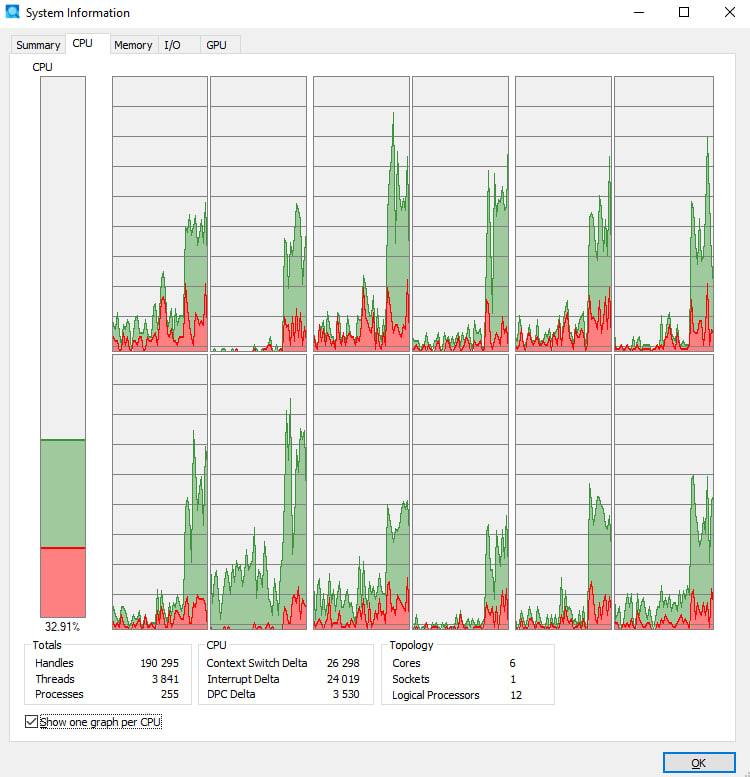 System Information
Summary CPU Memory I/O GPU
CPU
32.91%
Totals
Handles 190 295
Threads 3 841
Processes 255
CPU
Context Switch Delta 26 298
Interrupt Delta 24 019
DPC Delta 3 530
Topology
Cores 6
Sockets 1
Logical Processors 12
Show one graph per CPU
OK